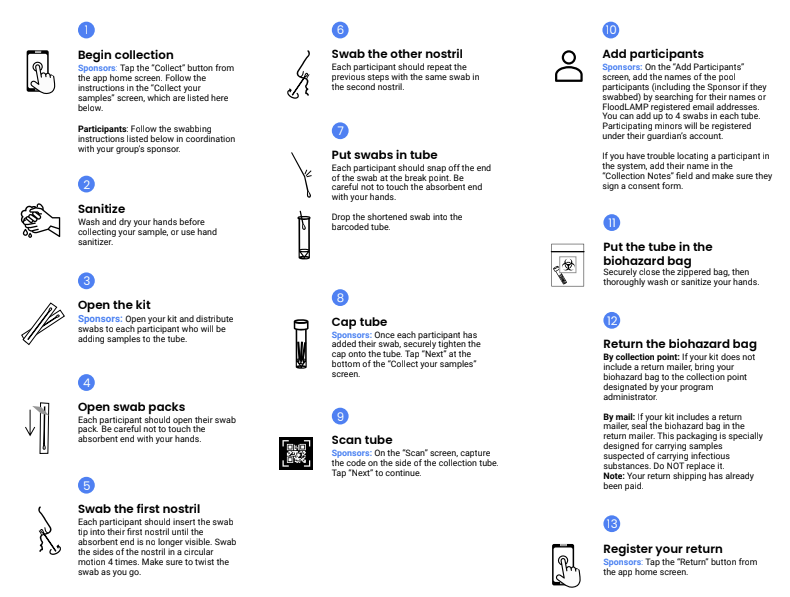 1
Begin collection
Sponsors: Tap the “Collect” button from
the app home screen. Follow the
instructions in the “Collect your
samples” screen, which are listed here
below.
Participants: Follow the swabbing
instructions listed below in coordination
with your group's sponsor.
2
Sanitize
Wash and dry your hands before
collecting your sample, or use hand
sanitizer.
3
Open the kit
Sponsors: Open your kit and distribute
swabs to each participant who will be
adding samples to the tube.
4
Open swab packs
Each participant should open their swab
pack. Be careful not to touch the
absorbent end with your hands.
5
Swab the first nostril
Each participant should insert the swab
tip into their first nostril until the
absorbent end is no longer visible. Swab
the sides of the nostril in a circular
motion 4 times. Make sure to twist the
swab as you go.
6
Swab the other nostril
Each participant should repeat the
previous steps with the same swab in
the second nostril.
7
Put swabs in tube
Each participant should snap off the end
of the swab at the break point. Be
careful not to touch the absorbent end
with your hands.
Drop the shortened swab into the
barcoded tube.
8
Cap tube
Sponsors: Once each participant has
added their swab, securely tighten the
cap onto the tube. Tap “Next” at the
bottom of the “Collect your samples”
screen.
9
Scan tube
Sponsors: On the “Scan” screen, capture
the code on the side of the collection tube.
Tap “Next” to continue.
10
Add participants
Sponsors: On the “Add Participants”
screen, add the names of the pool
participants (including the Sponsor if they
swabbed) by searching for their names or
FloodLAMP registered email addresses.
You can add up to 4 swabs in each tube.
Participating minors will be registered
under their guardian's account.
If you have trouble locating a participant in
the system, add their name in the
“Collection Notes” field and make sure they
sign a consent form.
11
Put the tube in the
biohazard bag
Securely close the zippered bag, then
thoroughly wash or sanitize your hands.
12
Return the biohazard bag
By collection point: If your kit does not
include a return mailer, bring your
biohazard bag to the collection point
designated by your program
administrator.
By mail: If your kit includes a return
mailer, seal the biohazard bag in the
return mailer. This packaging is specially
designed for carrying samples
suspected of carrying infectious
substances. Do NOT replace it.
Note: Your return shipping has already
been paid.
13
Register your return
Sponsors: Tap the “Return” button from
the app home screen.